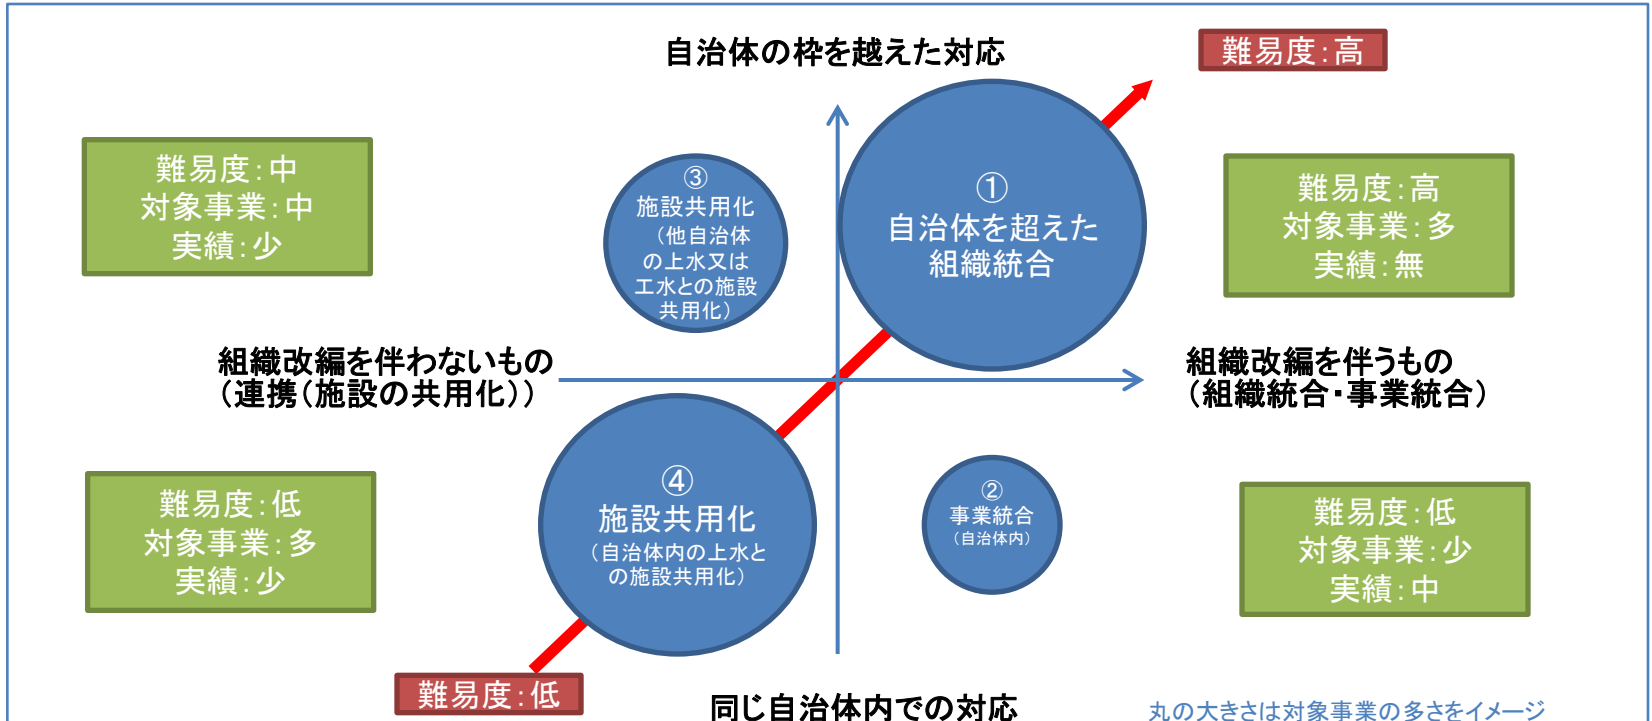 自治体の枠を越えた対応
難易度：高
難易度：中
対象事業：中
実績：少
③
施設共用化
（他自治体
の上水又は
工水との施設
共用化）
①
自治体を超えた
組織統合
難易度：高
対象事業：多
実績：無
組織改編を伴わないもの
（連携（施設の共用化））
組織改編を伴うもの
（組織統合・事業統合）
難易度：低
対象事業：多
実績：少
④
施設共用化
（自治体内の上水と
の施設共用化）
②
事業統合
（自治体内）
難易度：低
対象事業：少
実績：中
難易度：低
同じ自治体内での対応
丸の大きさは対象事業の多さをイメージ